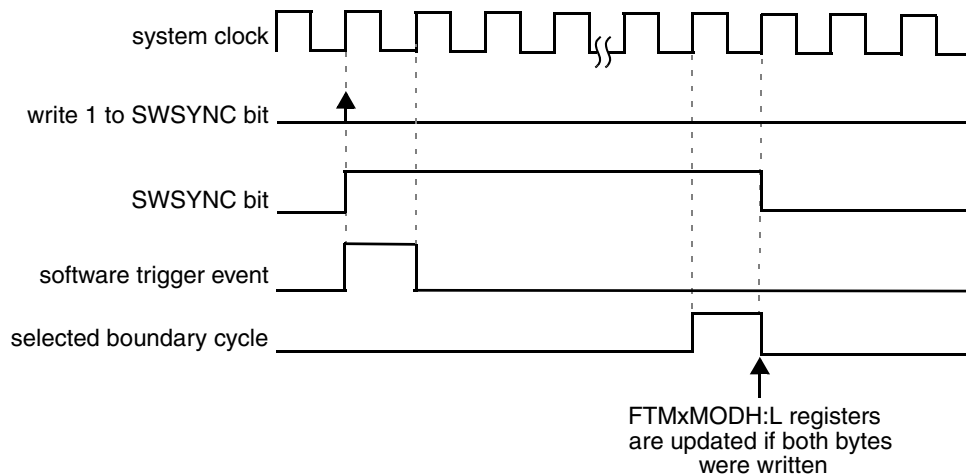 system clock
write 1 to SWSYNC bit
SWSYNC bit
software trigger event
selected boundary cycle
FTMxMODH:L registers
are updated if both bytes
were written